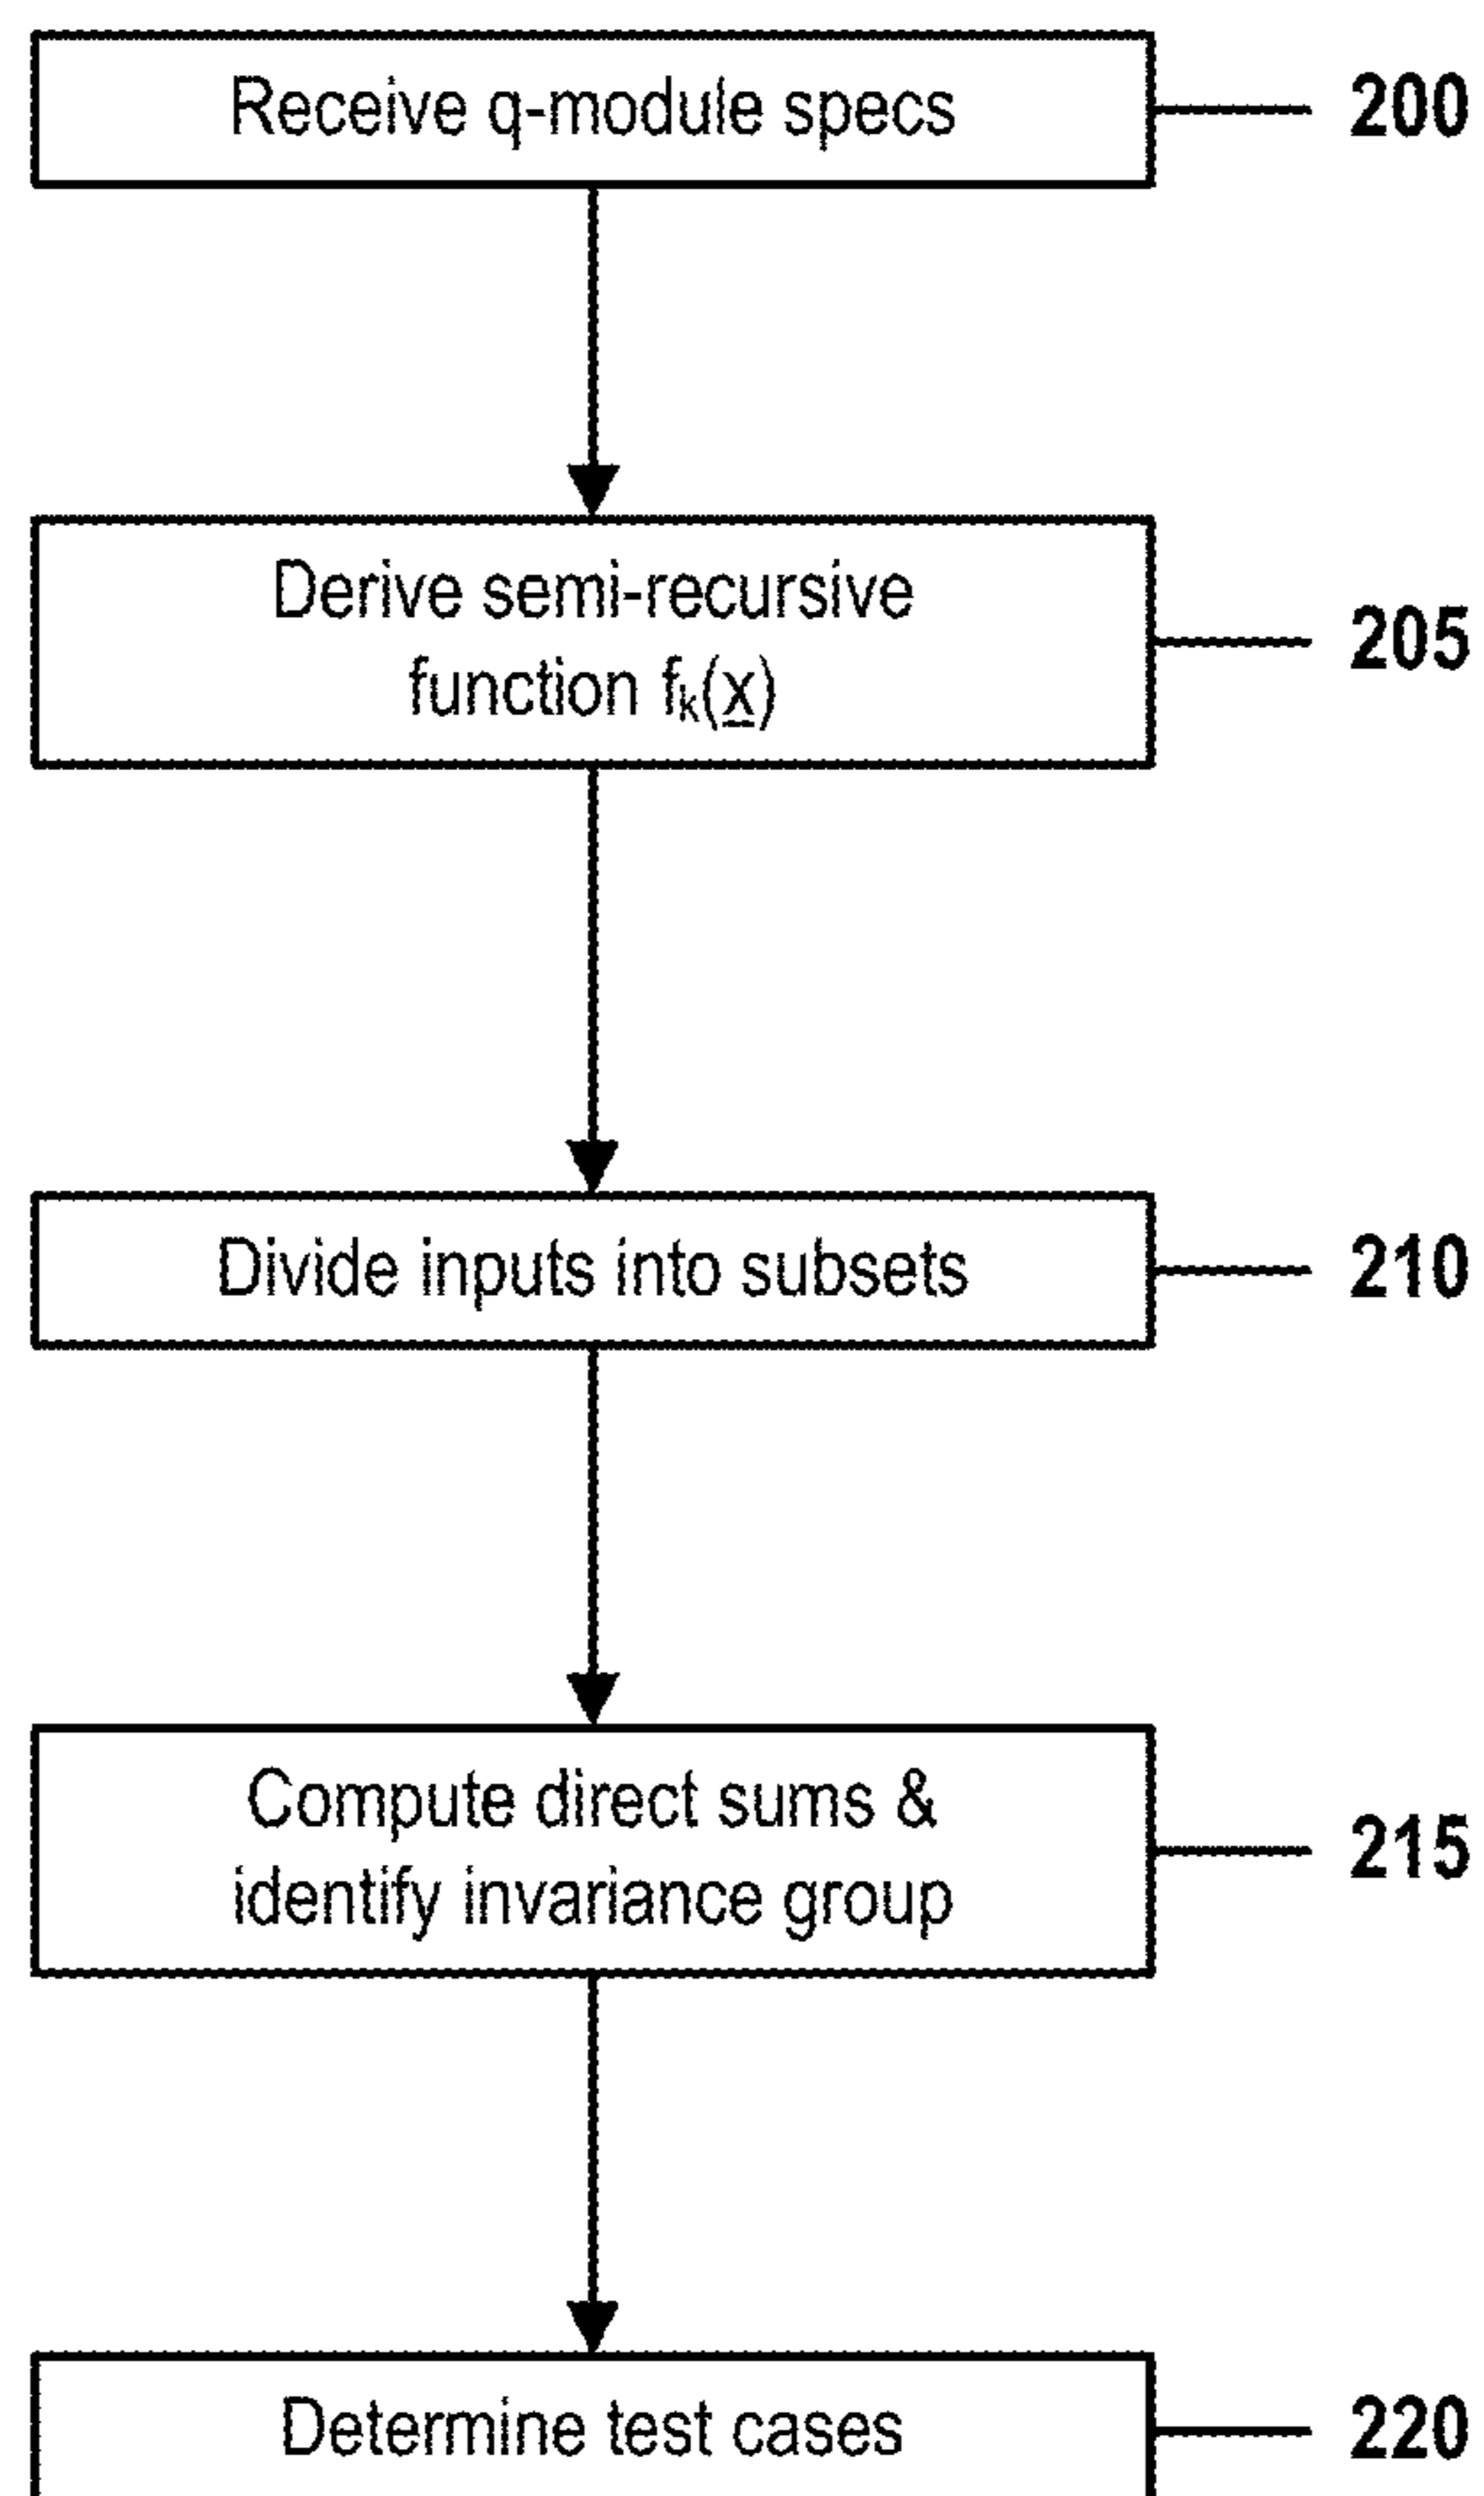 Receive q-module specs
200
Derive semi-recursive
function fₖ(x)
205
Divide inputs into subsets
210
Compute direct sums &
identify invariance group
215
Determine test cases
220